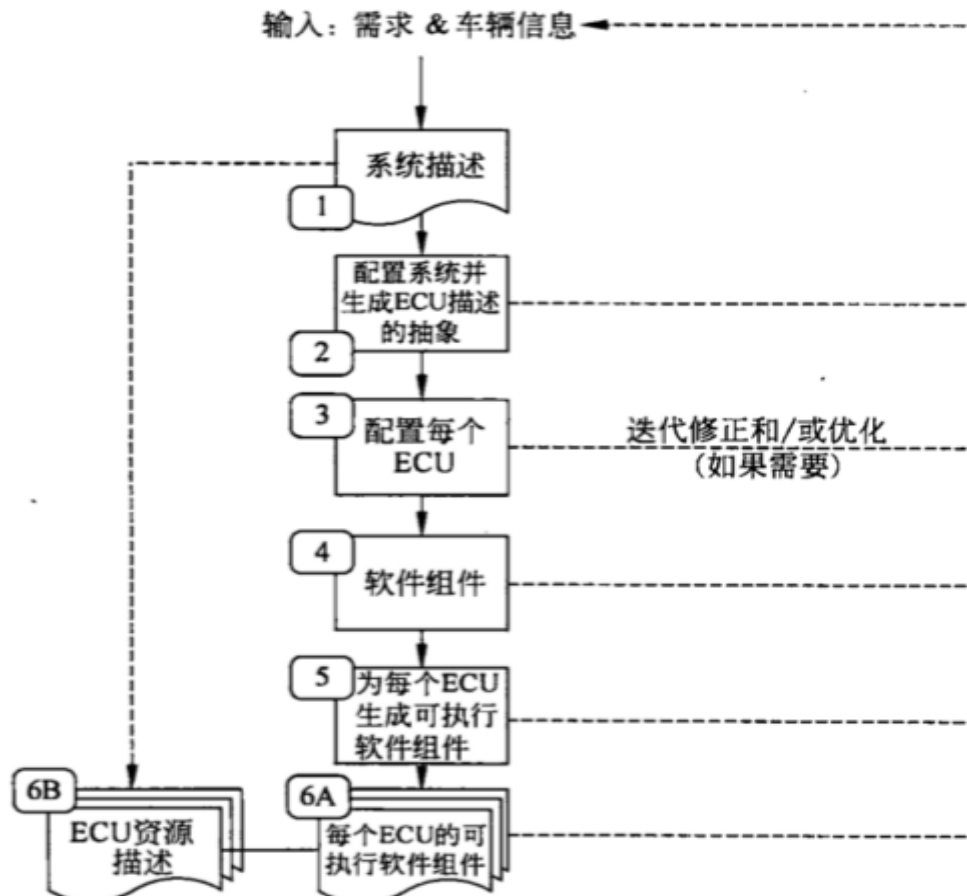 输入：需求 & 车辆信息
系统描述
1
配置系统并
生成ECU描述
的抽象
2
3
配置每个
ECU
迭代修正和/或优化
(如果需要)
4
软件组件
5
为每个ECU
生成可执行
软件组件
6B
ECU资源
描述
6A
每个ECU的可
执行软件组件